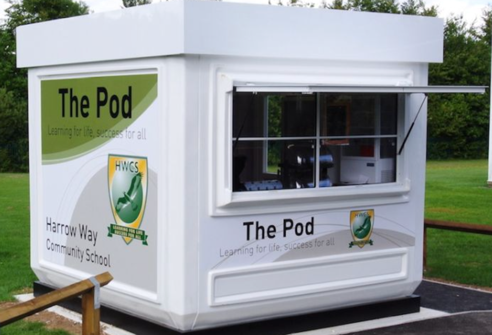 The Pod
Learning for life, success for all
HWCS
Harrow Way
Community School
The Pod
Learning for life, success for all